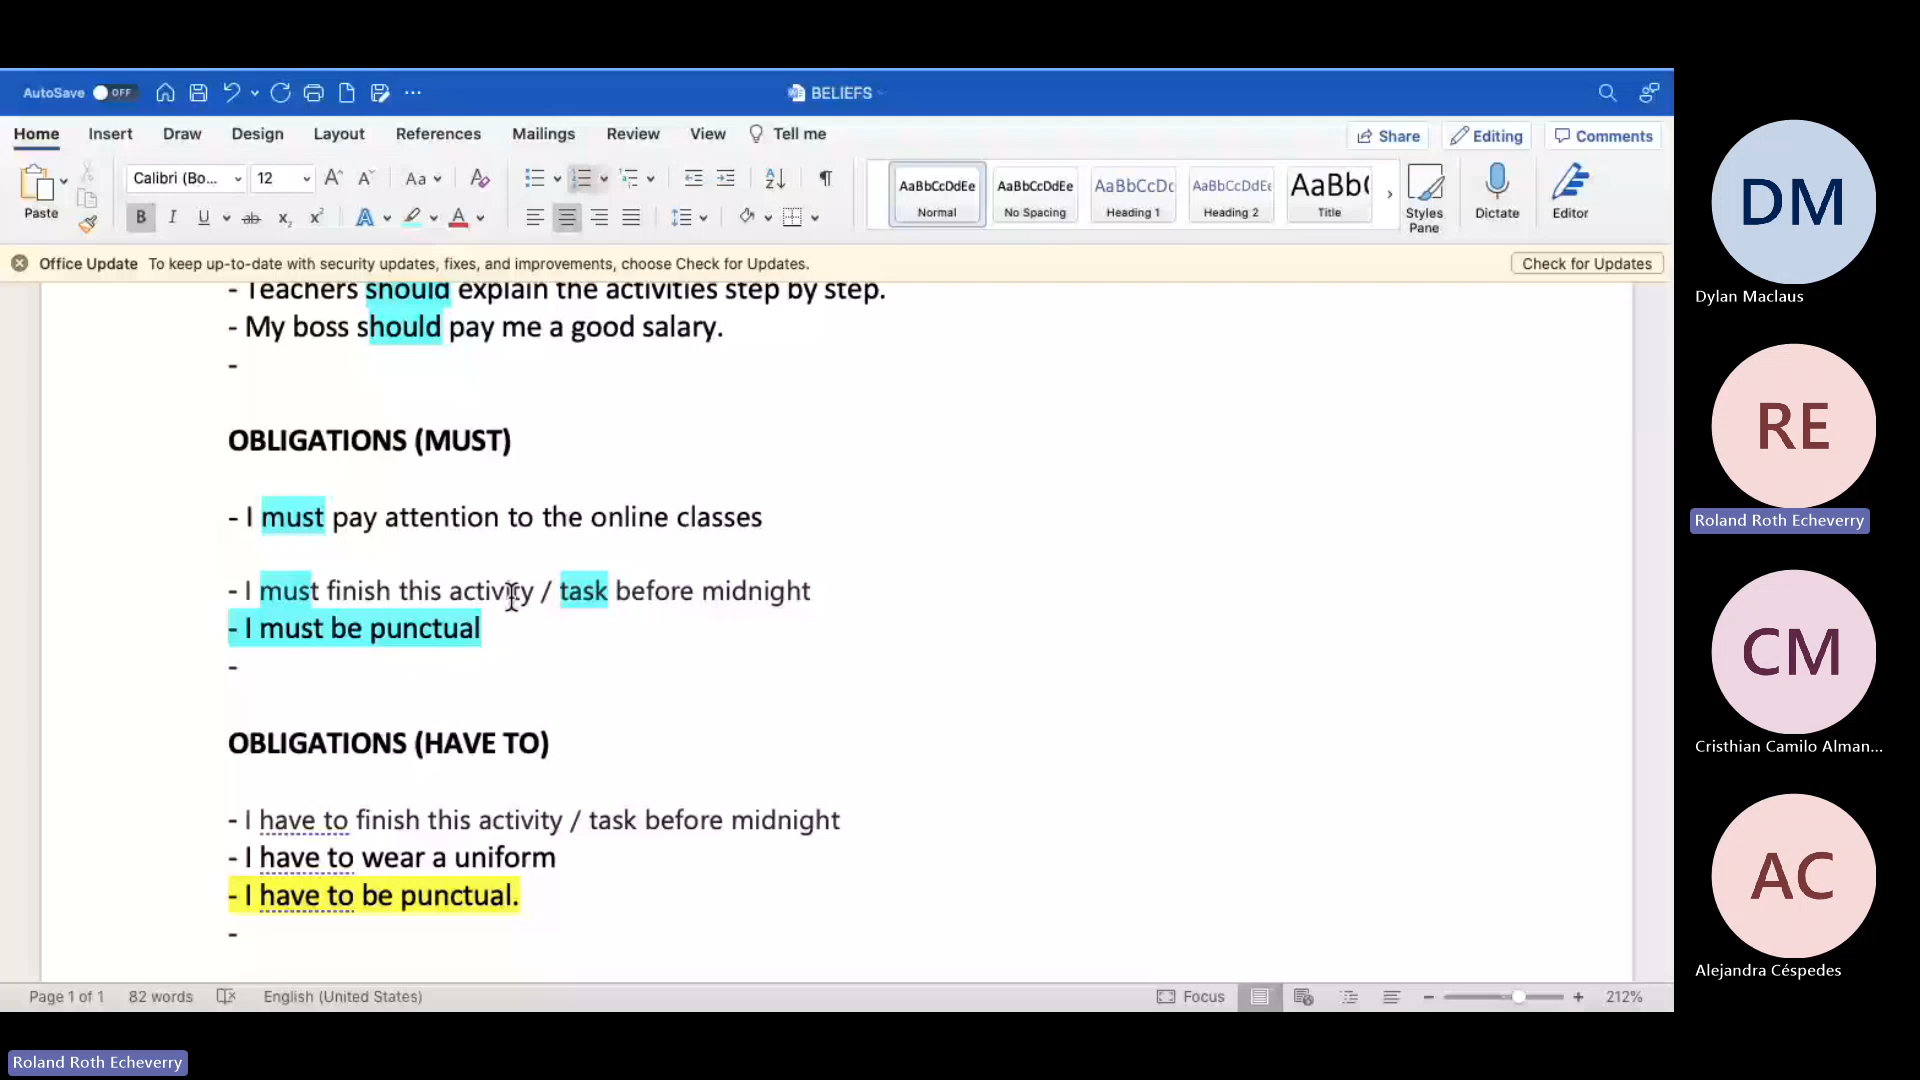 AutoSave OFF
BELIEFS
Home Insert Draw Design Layout References Mailings Review View Tell me
Share Editing Comments
Paste
Calibri (Bo... 12
AaBbCcDdEe Normal
AaBbCcDdEe No Spacing
AaBbCcDc Heading 1
AaBbCcDdEe Heading 2
AaBb( Title
Styles Pane
Dictate
Editor
Office Update To keep up-to-date with security updates, fixes, and improvements, choose Check for Updates.
Check for Updates
- Teachers should explain the activities step by step.
- My boss should pay me a good salary.
-
OBLIGATIONS (MUST)
- I must pay attention to the online classes
- I must finish this activity / task before midnight
- I must be punctual
-
OBLIGATIONS (HAVE TO)
- I have to finish this activity / task before midnight
- I have to wear a uniform
- I have to be punctual.
-
Page 1 of 1 82 words English (United States)
Focus 212%
DM
Dylan Maclaus
RE
Roland Roth Echeverry
CM
Cristhian Camilo Alman...
AC
Alejandra Céspedes
Roland Roth Echeverry